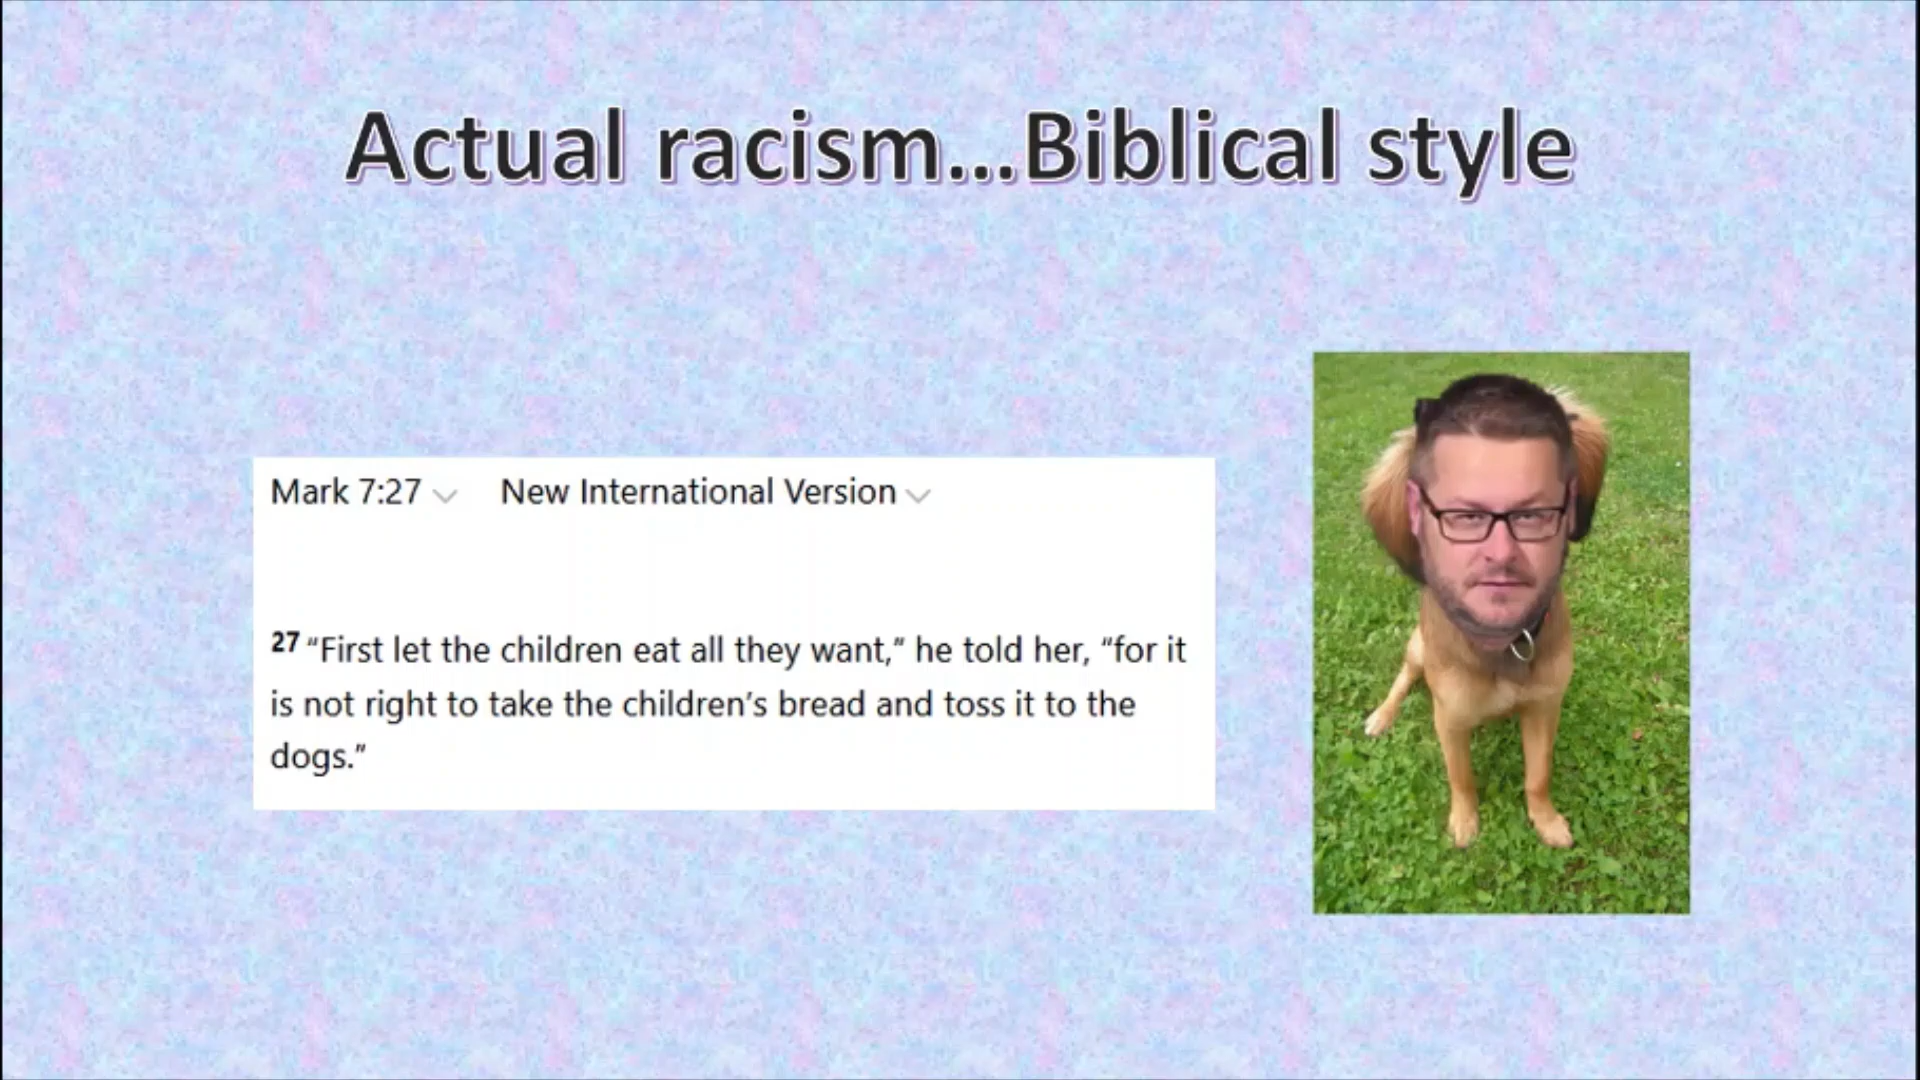 Actual racism...Biblical style
Mark 7:27 New International Version
27 “First let the children eat all they want,” he told her, “for it
is not right to take the children’s bread and toss it to the
dogs.”